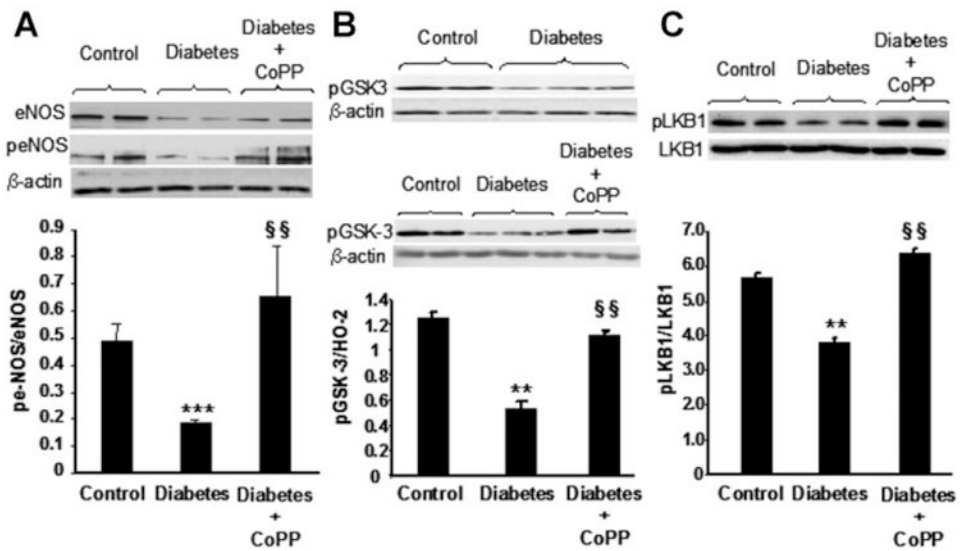 A
Control
Diabetes
Diabetes
+
CoPP
eNOS
peNOS
ß-actin
pe-NOS/eNOS
0.9
0.8
0.7
0.6
0.5
0.4
0.3
0.2
0.1
0
***
§§
Control
Diabetes
Diabetes
+
CoPP
B
Control
Diabetes
pGSK3
ß-actin
Control
Diabetes
Diabetes
+
CoPP
pGSK-3
ß-actin
pGSK-3/HO-2
1.4
1.2
1
0.8
0.6
0.4
0.2
0
**
§§
Control
Diabetes
Diabetes
+
CoPP
C
Control
Diabetes
Diabetes
+
CoPP
pLKB1
LKB1
pLKB1/LKB1
7.0
6.0
5.0
4.0
3.0
2.0
1.0
0
**
§§
Control
Diabetes
Diabetes
+
CoPP